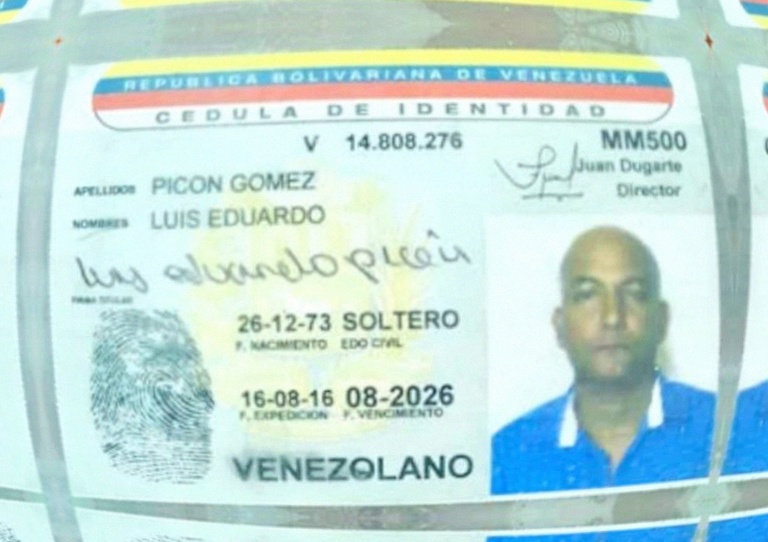 REPUBLICA BOLIVARIANA DE VENEZUELA
CEDULA DE IDENTIDAD
V 14.808.276 MM500
Juan Dugarte
Director
APELLIDOS PICON GOMEZ
NOMBRES LUIS EDUARDO
luis eduardo picón
FIRMA TITULAR
26-12-73 SOLTERO
F. NACIMIENTO EDO CIVIL
16-08-16 08-2026
F. EXPEDICION F. VENCIMIENTO
VENEZOLANO